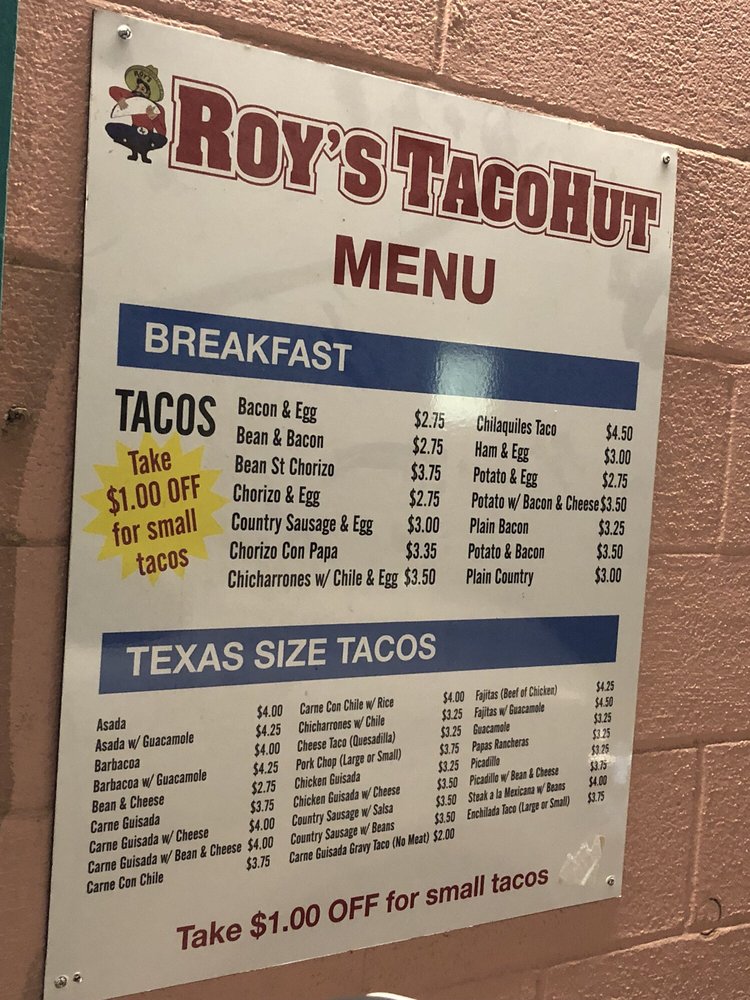 ROY'S
ROY'S TACOHUT
MENU
BREAKFAST
TACOS
Take
$1.00 OFF
for small
tacos
Bacon & Egg $2.75
Bean & Bacon $2.75
Bean St Chorizo $3.75
Chorizo & Egg $2.75
Country Sausage & Egg $3.00
Chorizo Con Papa $3.35
Chicharrones w/ Chile & Egg $3.50
Chilaquiles Taco $4.50
Ham & Egg $3.00
Potato & Egg $2.75
Potato w/ Bacon & Cheese $3.50
Plain Bacon $3.25
Potato & Bacon $3.50
Plain Country $3.00
TEXAS SIZE TACOS
Asada $4.00
Asada w/ Guacamole $4.25
Barbacoa $4.00
Barbacoa w/ Guacamole $4.25
Bean & Cheese $2.75
Carne Guisada $3.75
Carne Guisada w/ Cheese $4.00
Carne Guisada w/ Bean & Cheese $4.00
Carne Con Chile $3.75
Carne Con Chile w/ Rice $4.00
Chicharrones w/ Chile $3.25
Cheese Taco (Quesadilla) $3.25
Pork Chop (Large or Small) $3.75
Chicken Guisada $3.25
Chicken Guisada w/ Cheese $3.50
Country Sausage w/ Salsa $3.50
Country Sausage w/ Beans $3.50
Carne Guisada Gravy Taco (No Meat) $2.00
Fajitas (Beef of Chicken) $4.25
Fajitas w/ Guacamole $4.50
Guacamole $3.25
Papas Rancheras $3.25
Picadillo $3.25
Picadillo w/ Bean & Cheese $3.75
Steak a la Mexicana w/ Beans $4.00
Enchilada Taco (Large or Small) $3.75
Take $1.00 OFF for small tacos